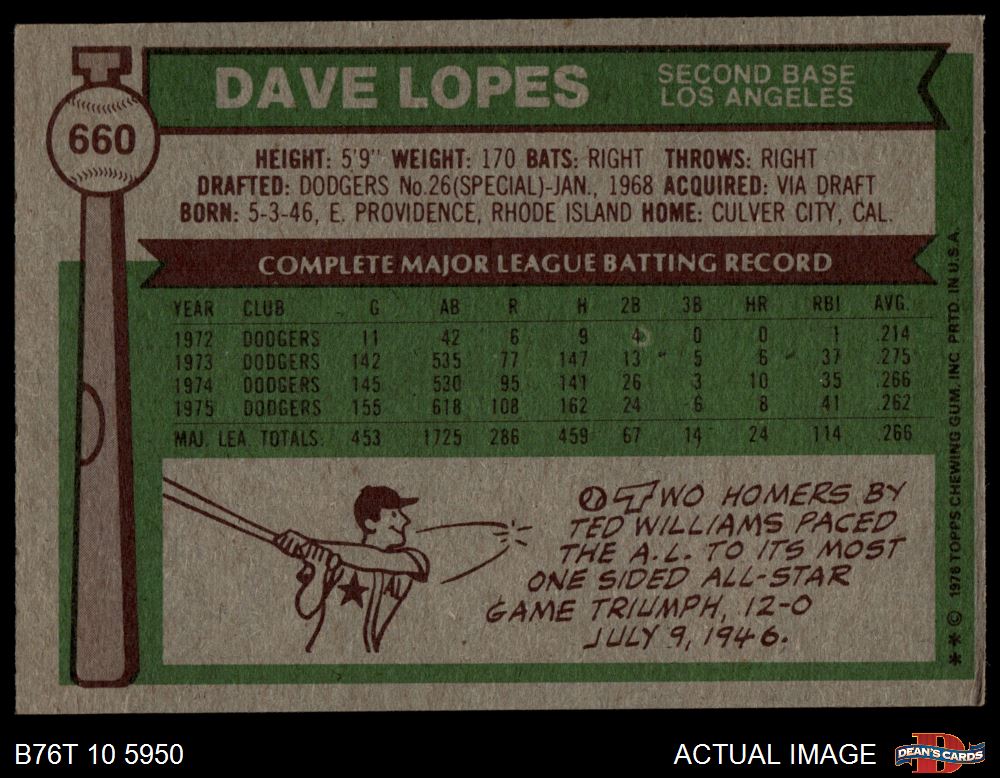 DAVE LOPES
SECOND BASE
LOS ANGELES
660
HEIGHT: 5'9" WEIGHT: 170 BATS: RIGHT THROWS: RIGHT
DRAFTED: DODGERS No.26(SPECIAL)-JAN., 1968 ACQUIRED: VIA DRAFT
BORN: 5-3-46, E. PROVIDENCE, RHODE ISLAND HOME: CULVER CITY, CAL.
COMPLETE MAJOR LEAGUE BATTING RECORD
YEAR CLUB G AB R H 2B 3B HR RBI AVG.
1972 DODGERS 11 42 6 9 4 0 0 1 .214
1973 DODGERS 142 535 77 147 13 5 6 37 .275
1974 DODGERS 145 530 95 141 26 3 10 35 .266
1975 DODGERS 155 618 108 162 24 6 8 41 .262
MAJ. LEA. TOTALS 453 1725 286 459 67 14 24 114 .266
TWO HOMERS BY
TED WILLIAMS PACED
THE A.L. TO ITS MOST
ONE SIDED ALL-STAR
GAME TRIUMPH, 12-0
JULY 9, 1946.
AL
** © 1976 TOPPS CHEWING GUM, INC. PRTD. IN U.S.A.
B76T 10 5950
ACTUAL IMAGE
DEAN'S CARDS